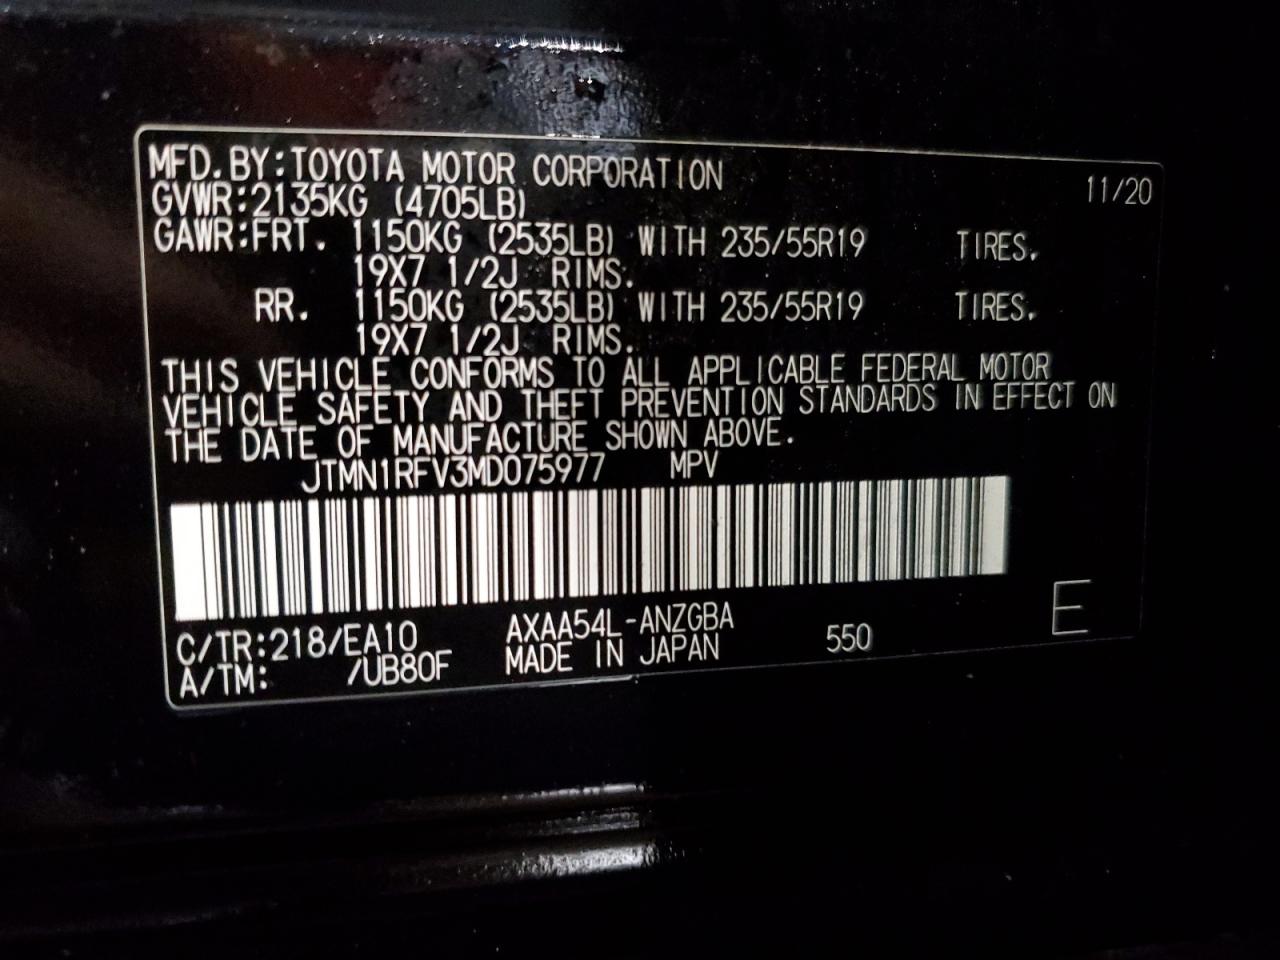 MFD.BY:TOYOTA MOTOR CORPORATION 11/20
GVWR:2135KG (4705LB)
GAWR:FRT. 1150KG (2535LB) WITH 235/55R19 TIRES.
19X7 1/2J RIMS.
RR. 1150KG (2535LB) WITH 235/55R19 TIRES.
19X7 1/2J RIMS.
THIS VEHICLE CONFORMS TO ALL APPLICABLE FEDERAL MOTOR
VEHICLE SAFETY AND THEFT PREVENTION STANDARDS IN EFFECT ON
THE DATE OF MANUFACTURE SHOWN ABOVE.
JTMN1RFV3MD075977 MPV
C/TR:218/EA10 AXAA54L-ANZGBA 550 E
A/TM: /UB80F MADE IN JAPAN